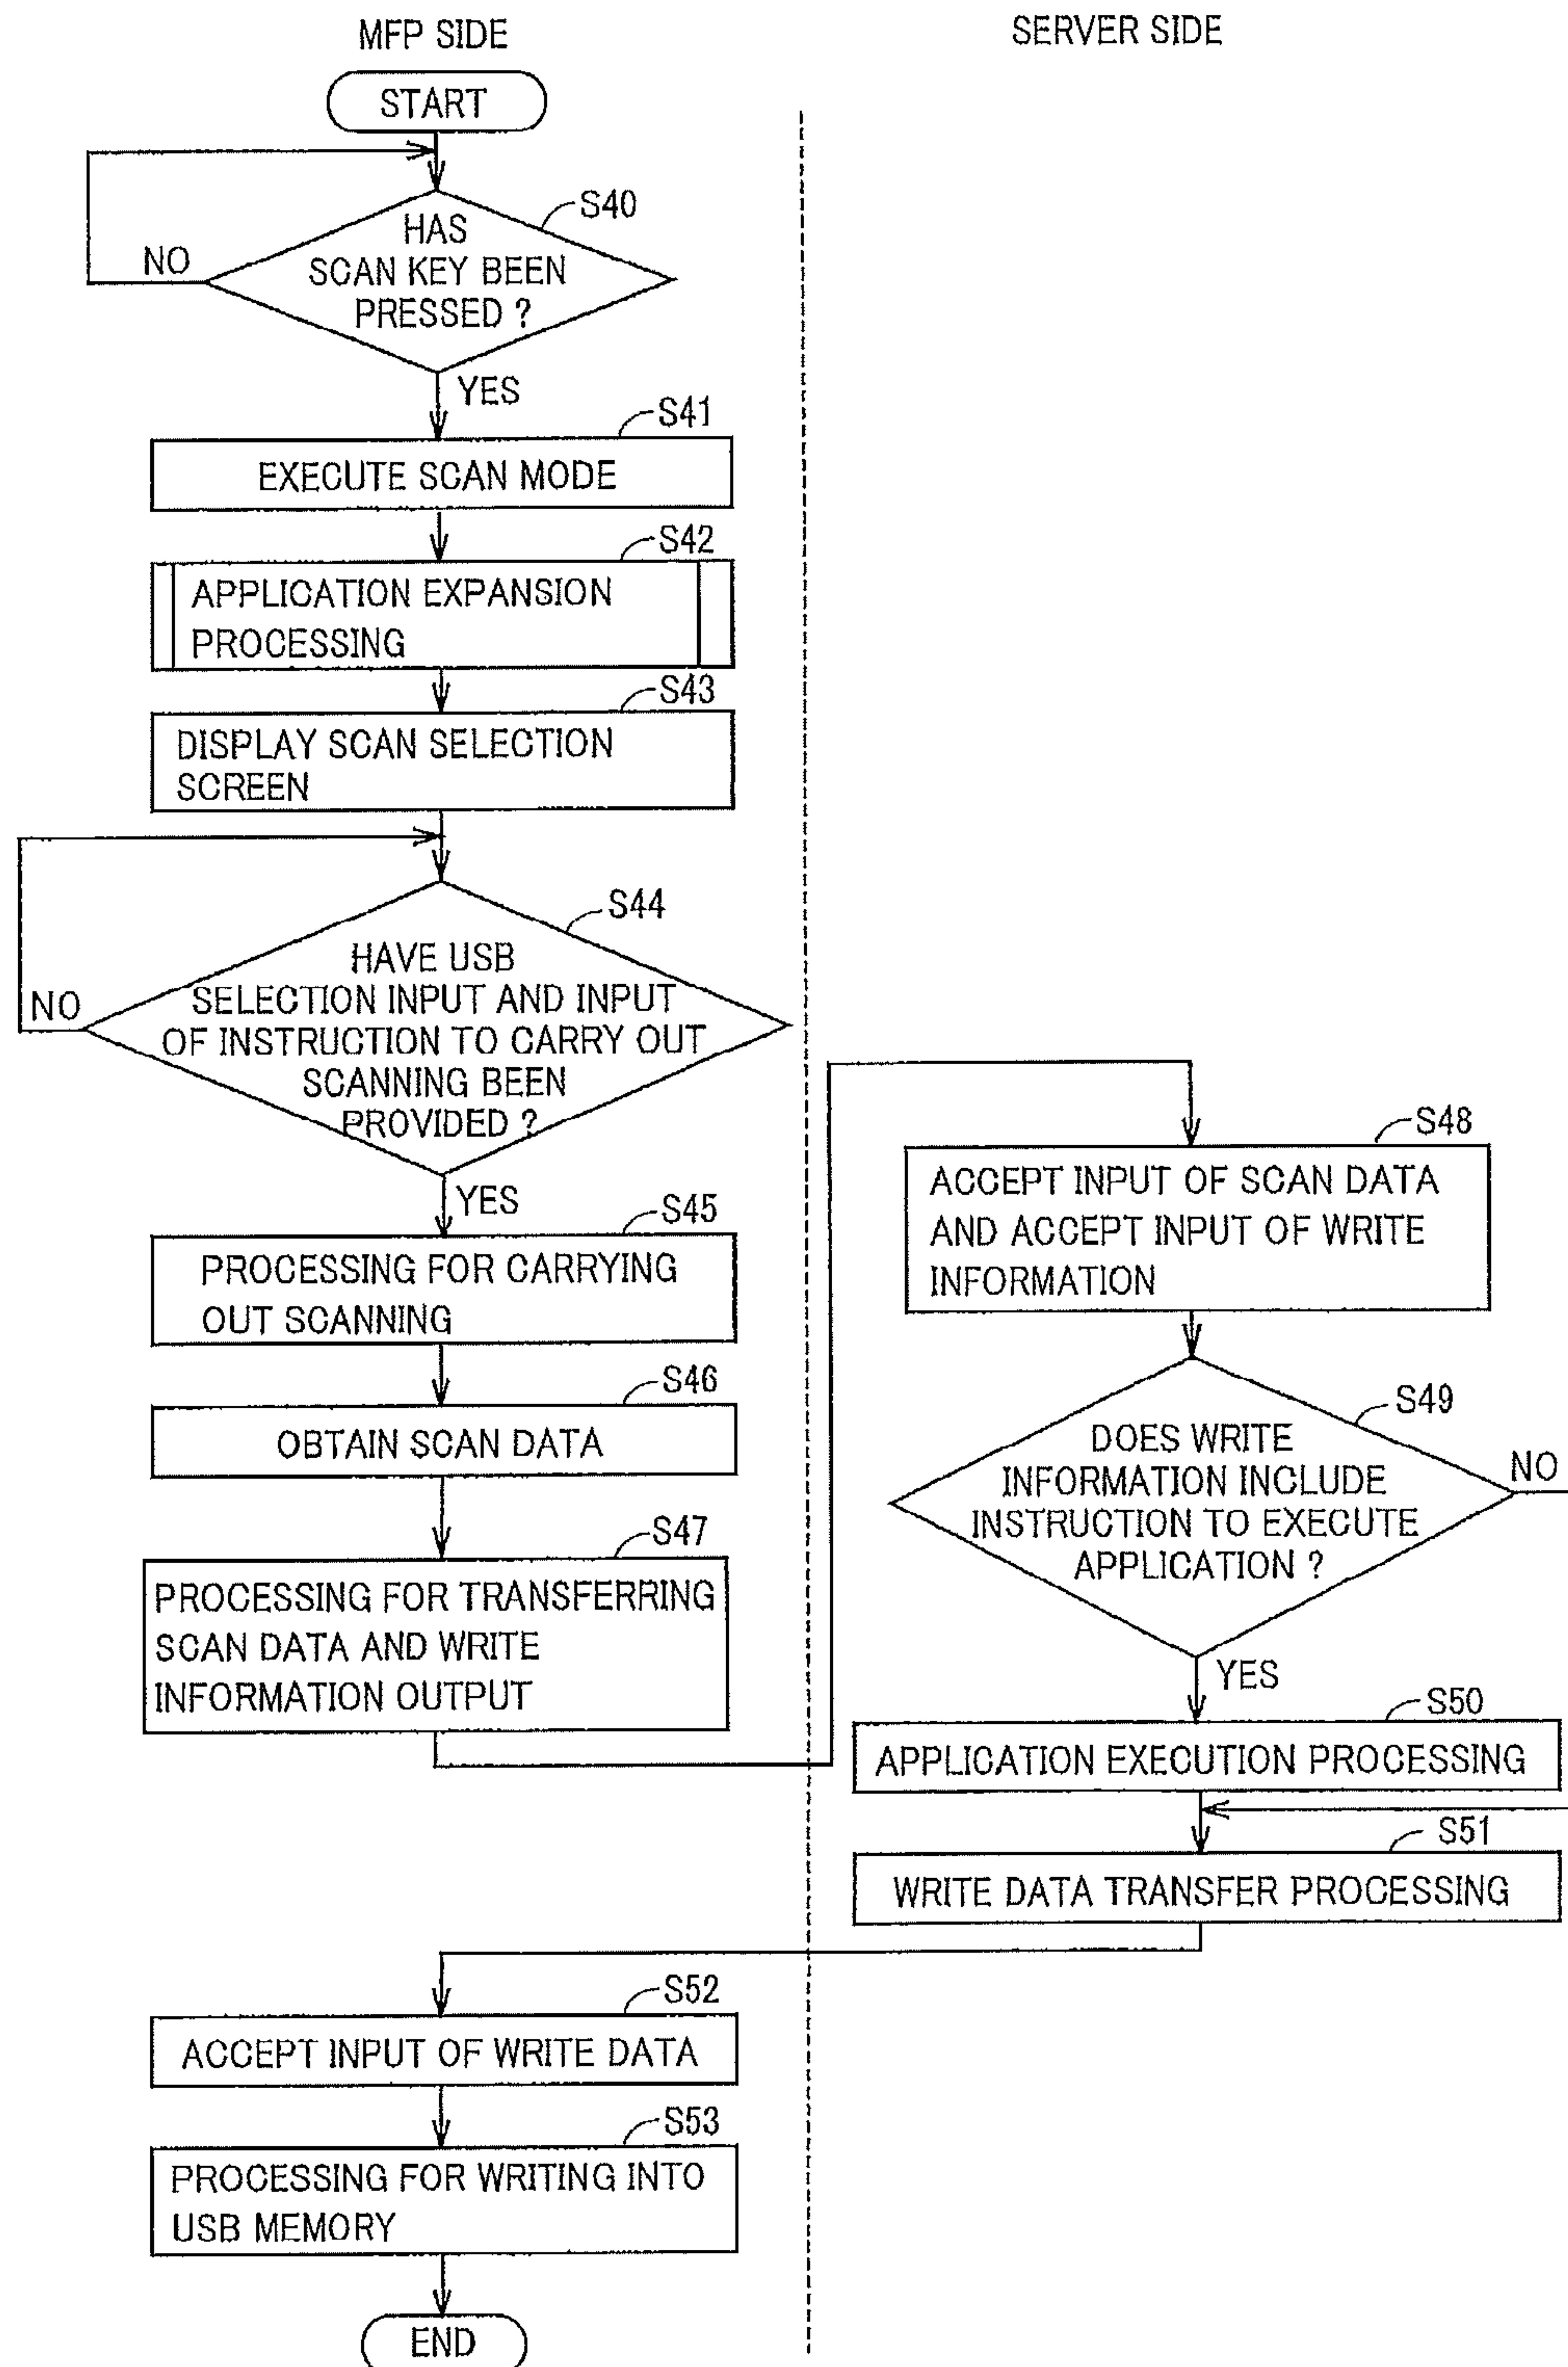 MFP SIDE
SERVER SIDE
START
S40
HAS
SCAN KEY BEEN
PRESSED ?
NO
YES
S41
EXECUTE SCAN MODE
S42
APPLICATION EXPANSION
PROCESSING
S43
DISPLAY SCAN SELECTION
SCREEN
S44
HAVE USB
SELECTION INPUT AND INPUT
OF INSTRUCTION TO CARRY OUT
SCANNING BEEN
PROVIDED ?
NO
YES
S45
PROCESSING FOR CARRYING
OUT SCANNING
S46
OBTAIN SCAN DATA
S47
PROCESSING FOR TRANSFERRING
SCAN DATA AND WRITE
INFORMATION OUTPUT
S48
ACCEPT INPUT OF SCAN DATA
AND ACCEPT INPUT OF WRITE
INFORMATION
S49
DOES WRITE
INFORMATION INCLUDE
INSTRUCTION TO EXECUTE
APPLICATION ?
NO
YES
S50
APPLICATION EXECUTION PROCESSING
S51
WRITE DATA TRANSFER PROCESSING
S52
ACCEPT INPUT OF WRITE DATA
S53
PROCESSING FOR WRITING INTO
USB MEMORY
END